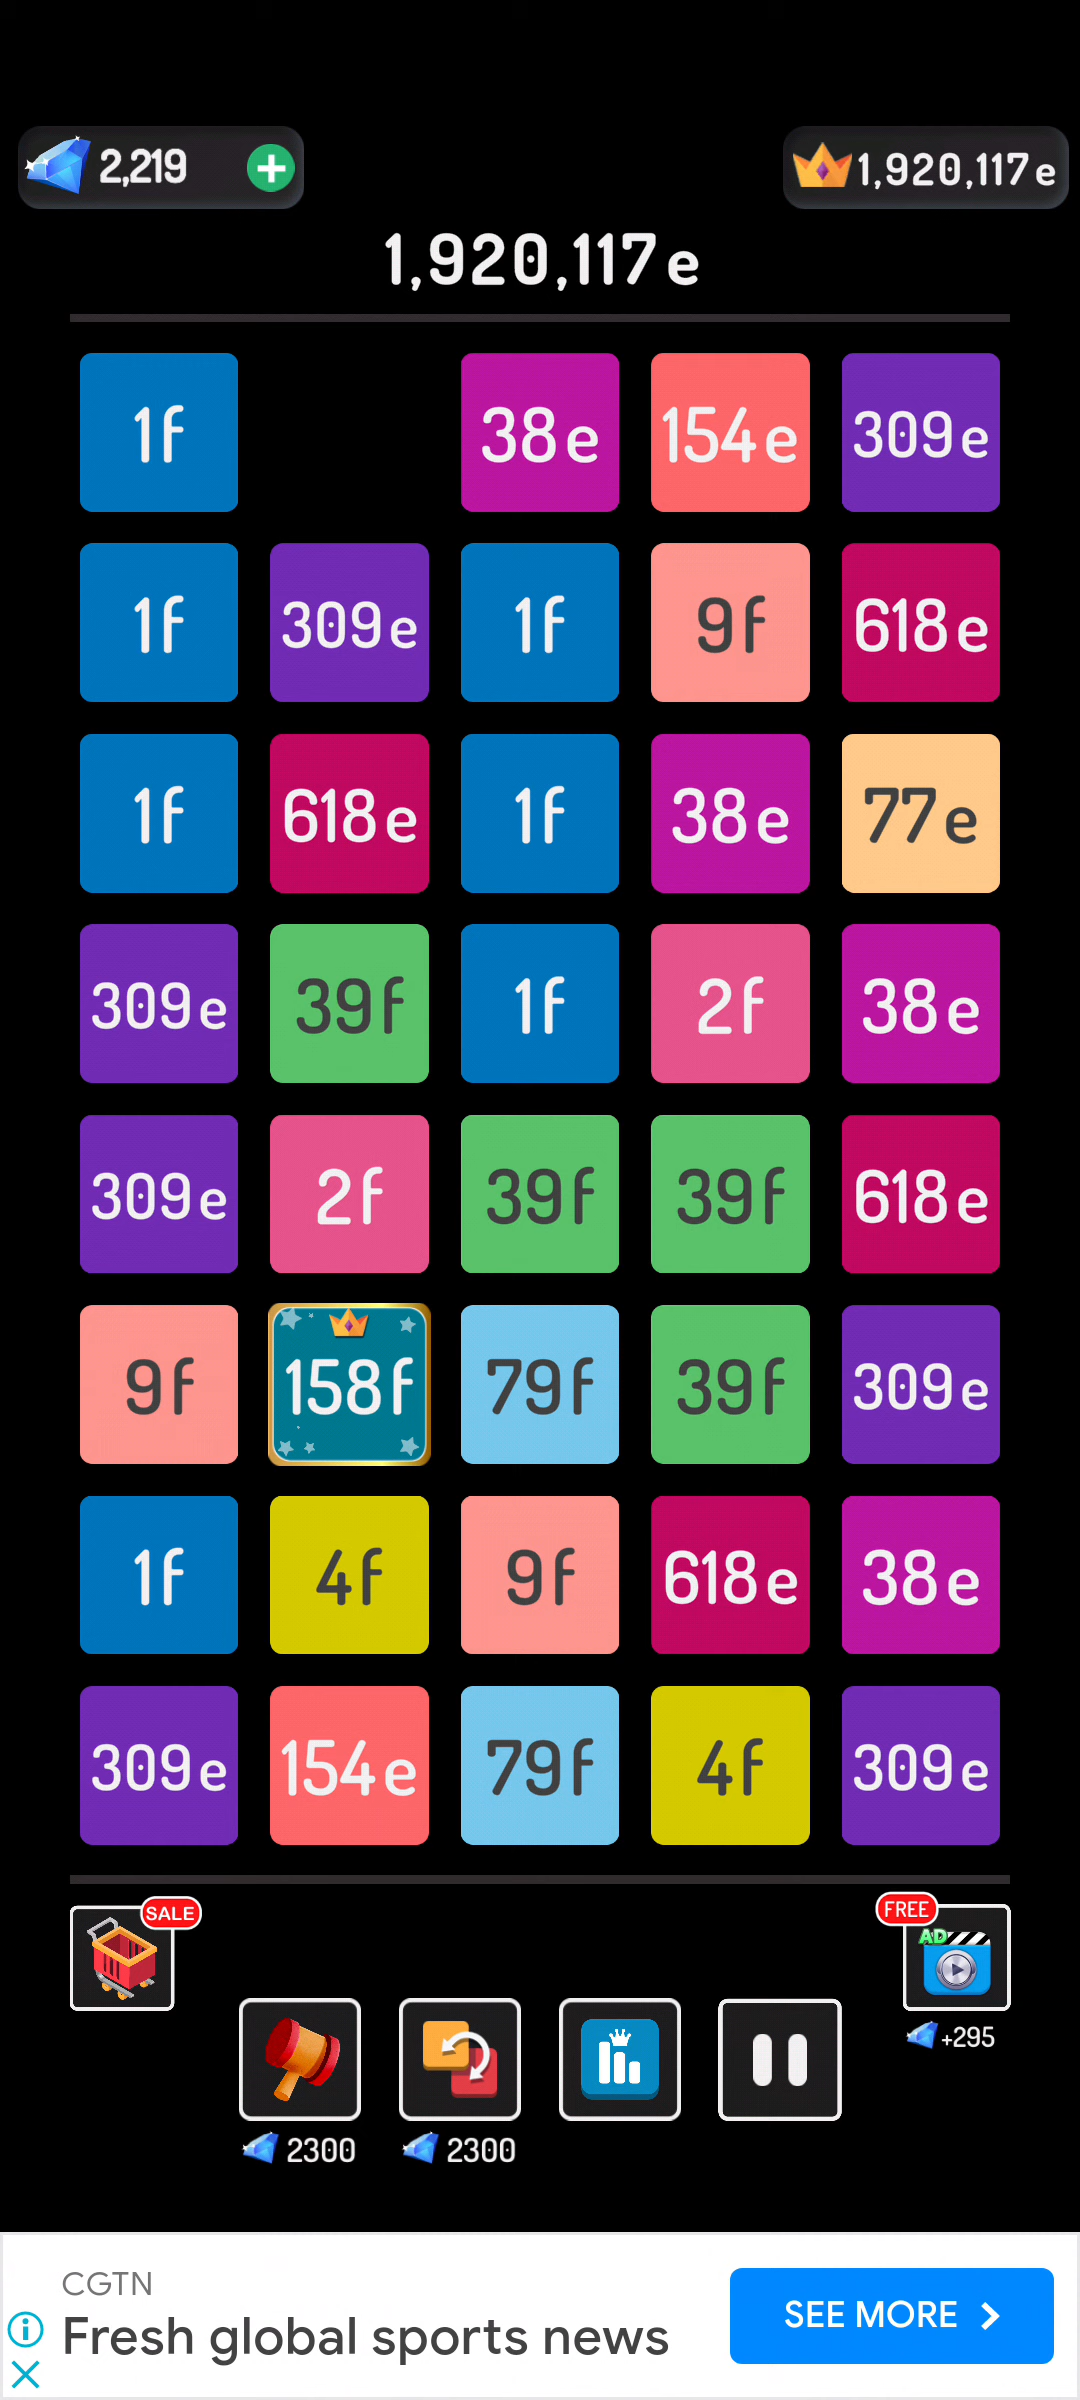 2,219
1,920,117e
1,920,117e
1f 38e 154e 309e
1f 309e 1f 9f 618e
1f 618e 1f 38e 77e
309e 39f 1f 2f 38e
309e 2f 39f 39f 618e
9f 158f 79f 39f 309e
1f 4f 9f 618e 38e
309e 154e 79f 4f 309e
SALE
FREE
AD
+295
2300 2300
CGTN
Fresh global sports news
SEE MORE